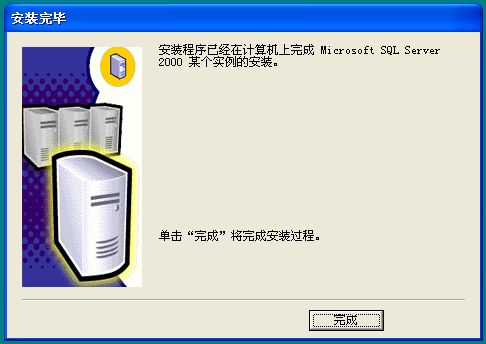 安装完毕
安装程序已经在计算机上完成 Microsoft SQL Server
2000 某个实例的安装。
单击“完成”将完成安装过程。
完成